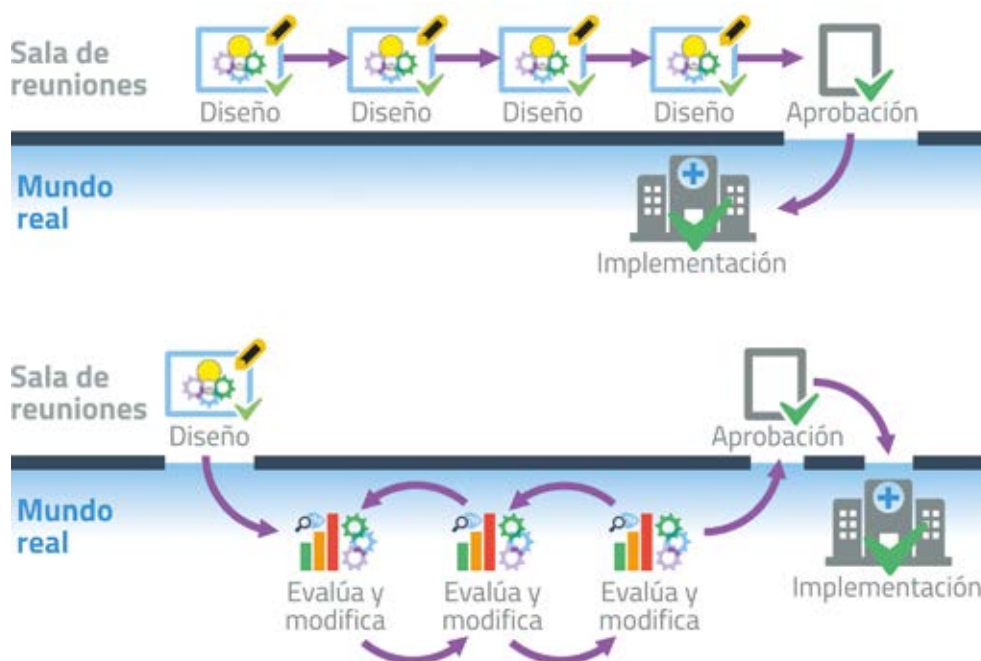 Sala de
reuniones
Diseño
Diseño
Diseño
Diseño
Aprobación
Mundo
real
Implementación
Sala de
reuniones
Diseño
Aprobación
Mundo
real
Evalúa y
modifica
Evalúa y
modifica
Evalúa y
modifica
Implementación